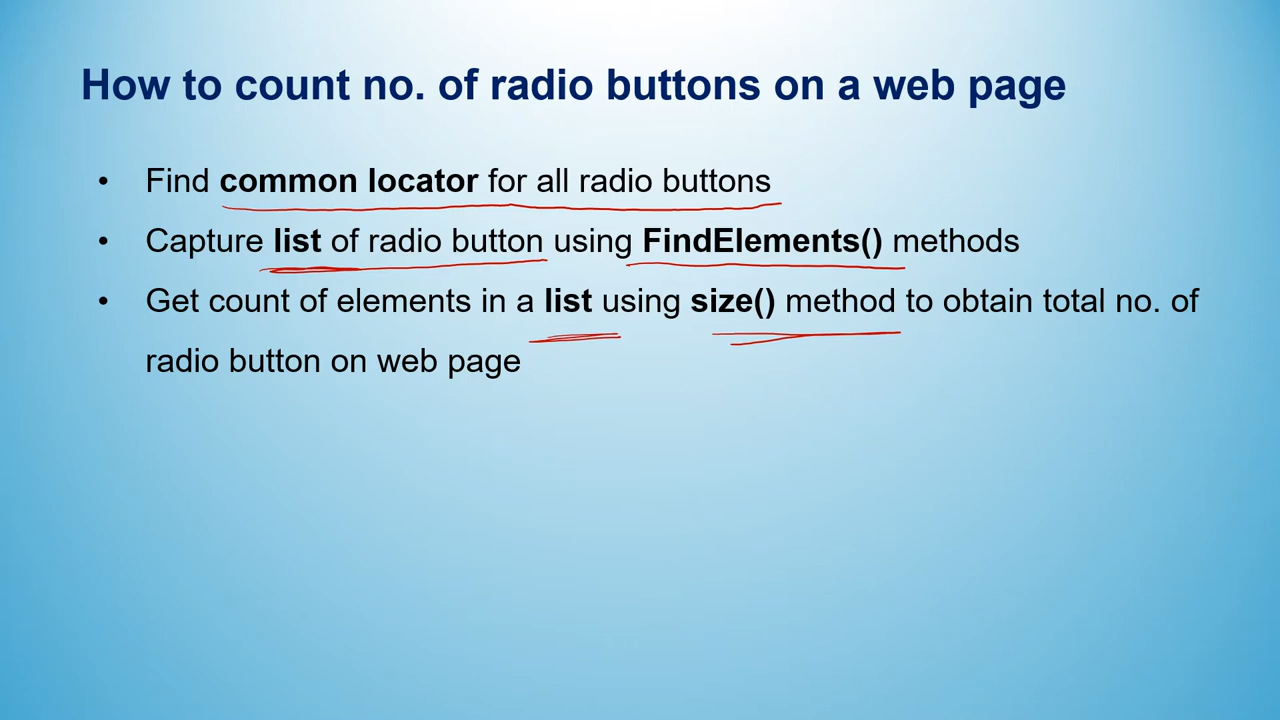 How to count no. of radio buttons on a web page
• Find common locator for all radio buttons
• Capture list of radio button using FindElements() methods
• Get count of elements in a list using size() method to obtain total no. of
radio button on web page